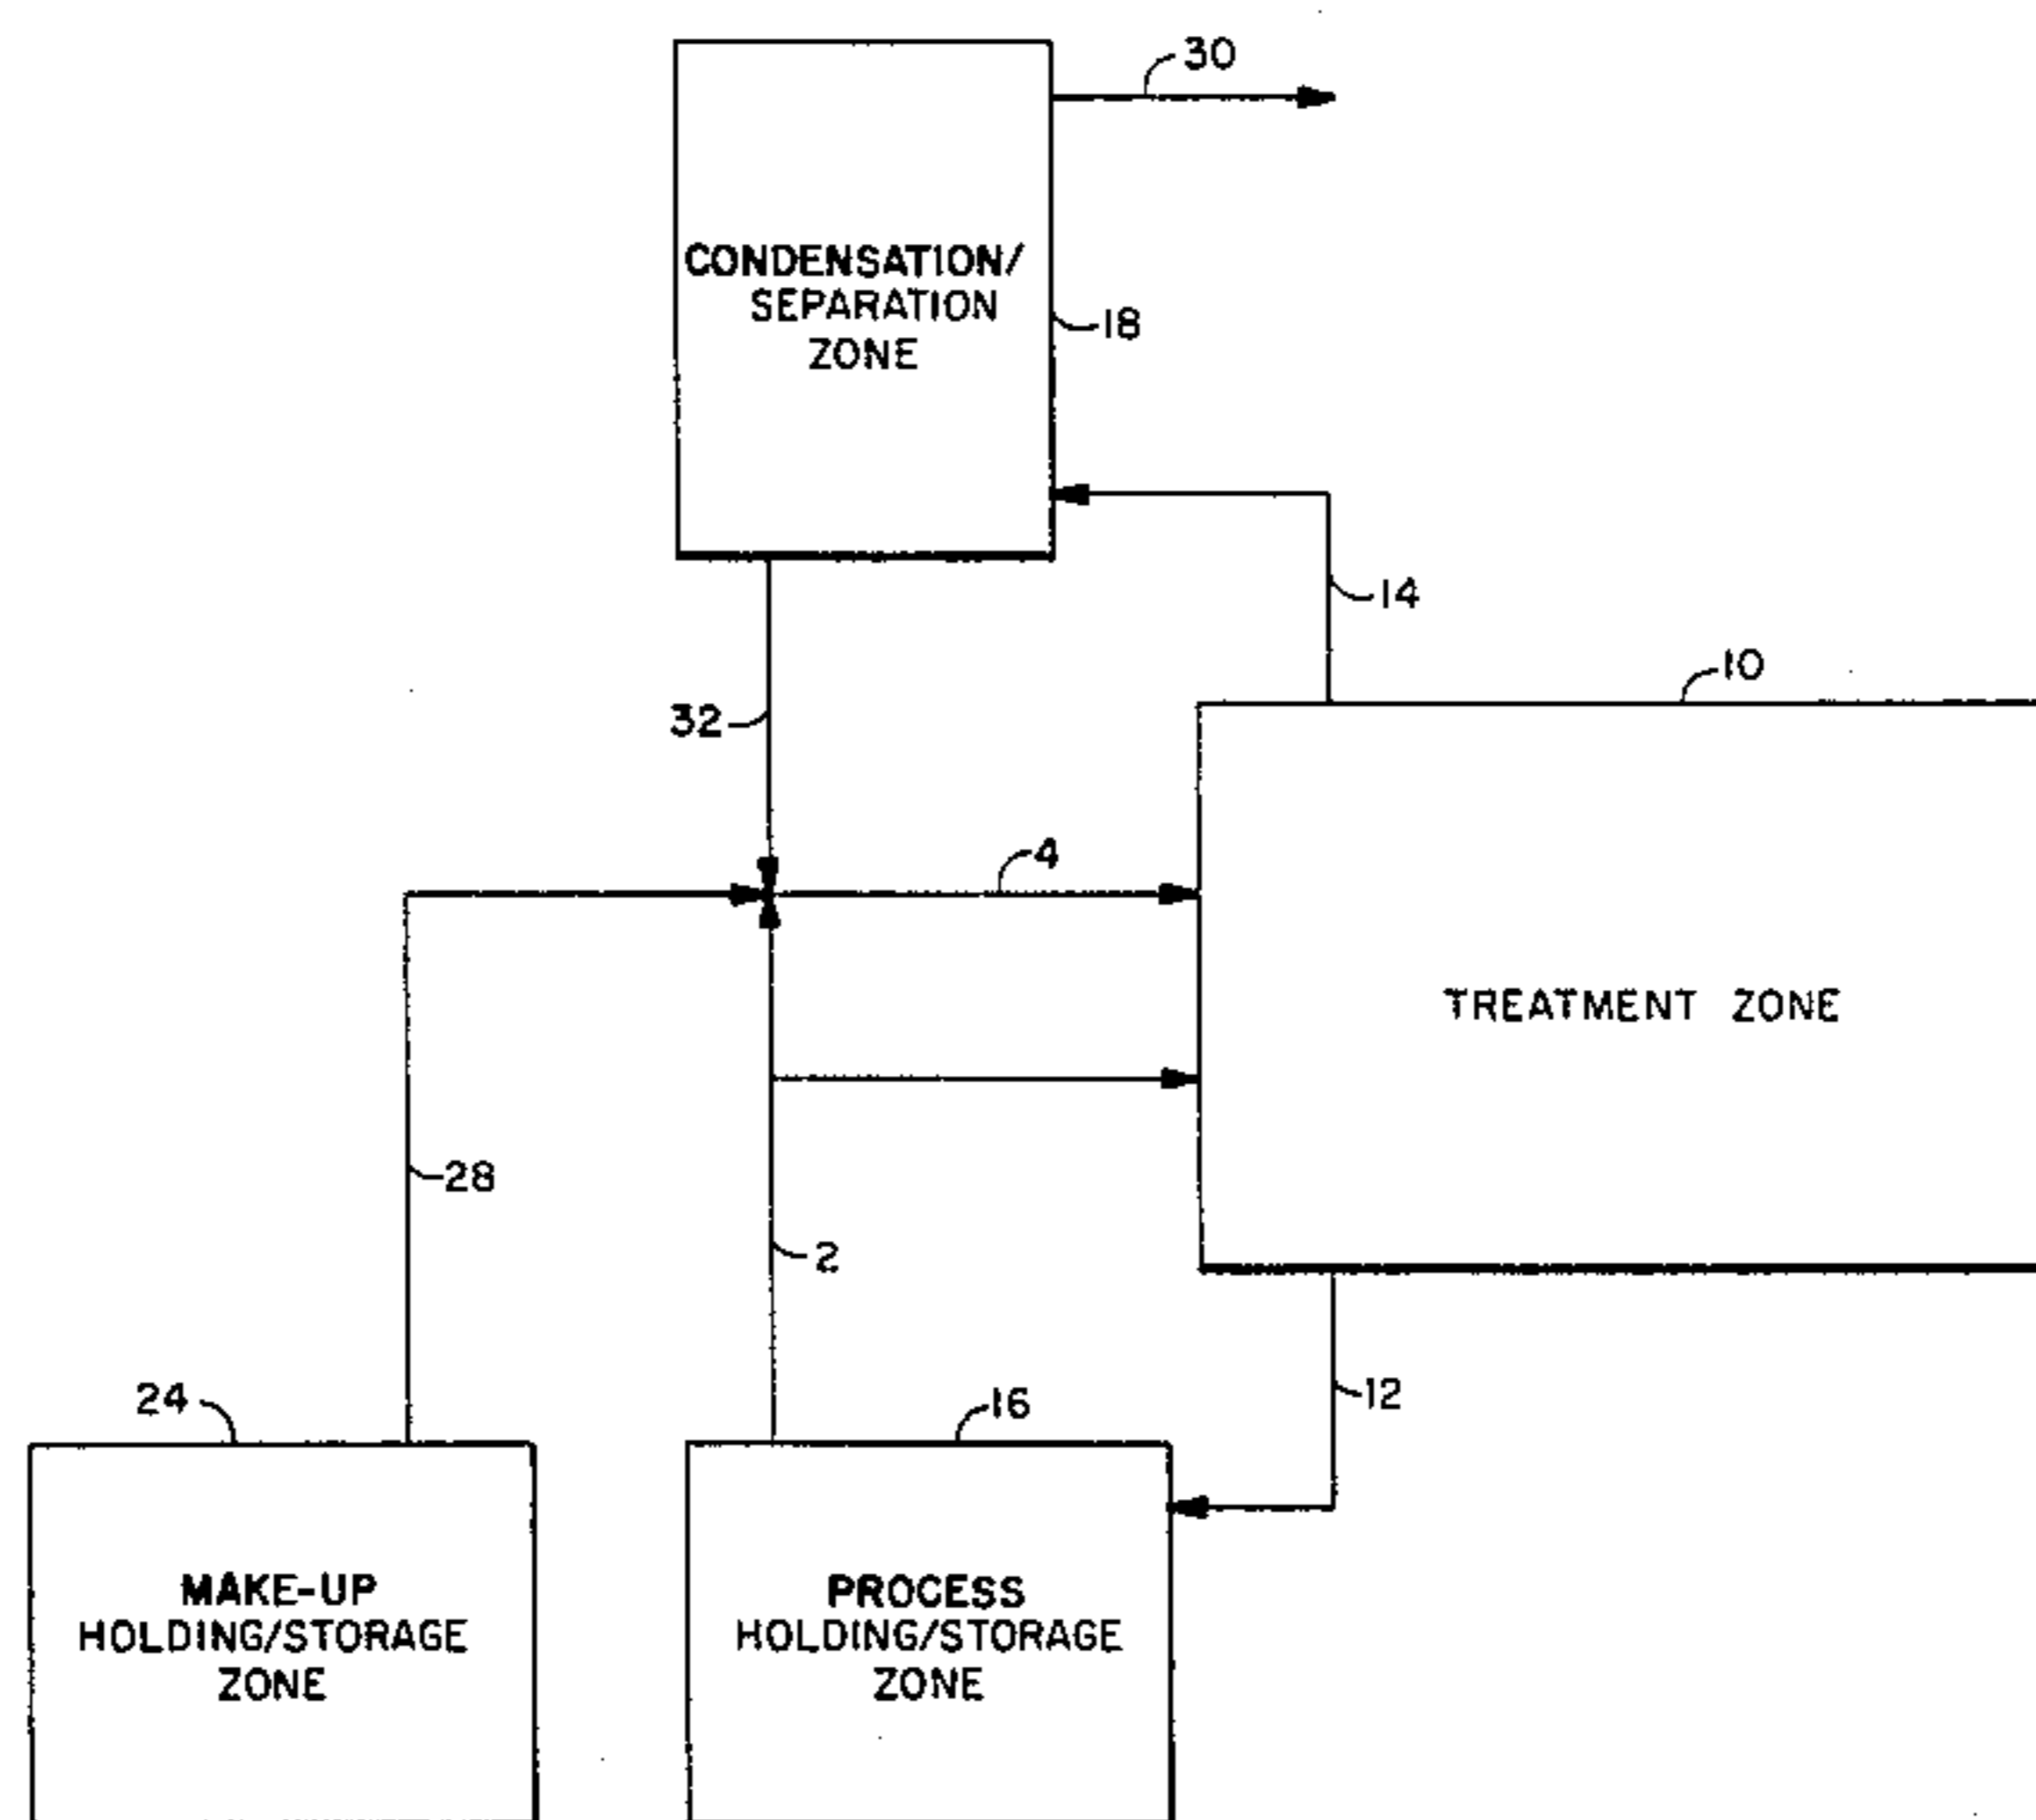 30
CONDENSATION/
SEPARATION
ZONE
18
14
10
32
4
TREATMENT ZONE
28
2
12
24
16
MAKE-UP
HOLDING/STORAGE
ZONE
PROCESS
HOLDING/STORAGE
ZONE